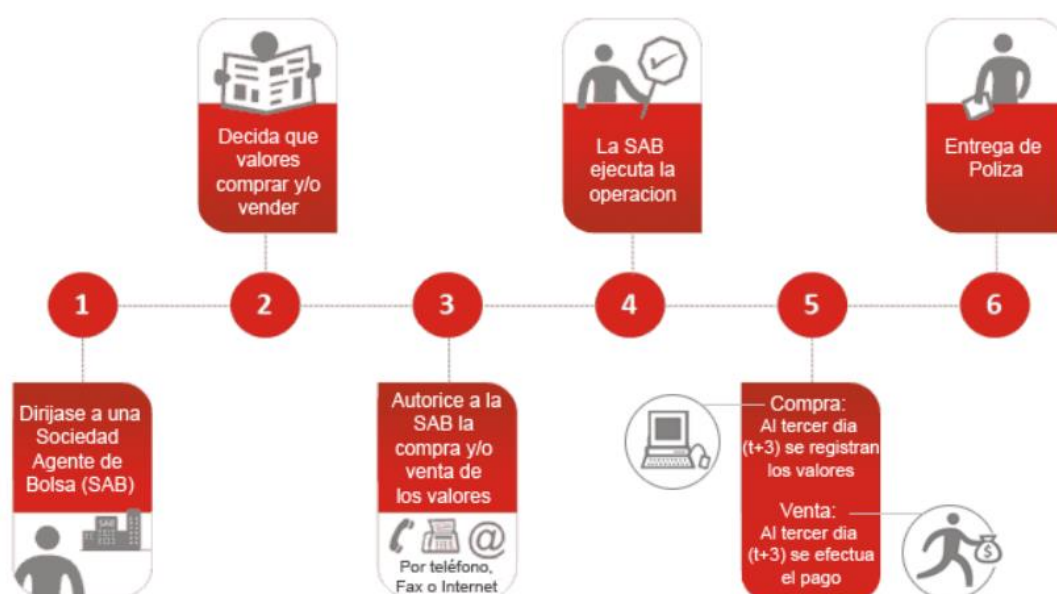 1
Dirijase a una
Sociedad
Agente de
Bolsa (SAB)
SAB
2
Decida que
valores
comprar y/o
vender
3
Autorice a la
SAB la
compra y/o
venta de
los valores
@
Por teléfono,
Fax o Internet
4
La SAB
ejecuta la
operacion
5
Compra:
Al tercer dia
(t+3) se registran
los valores
Venta:
Al tercer dia
(t+3) se efectua
el pago
$
6
Entrega de
Poliza